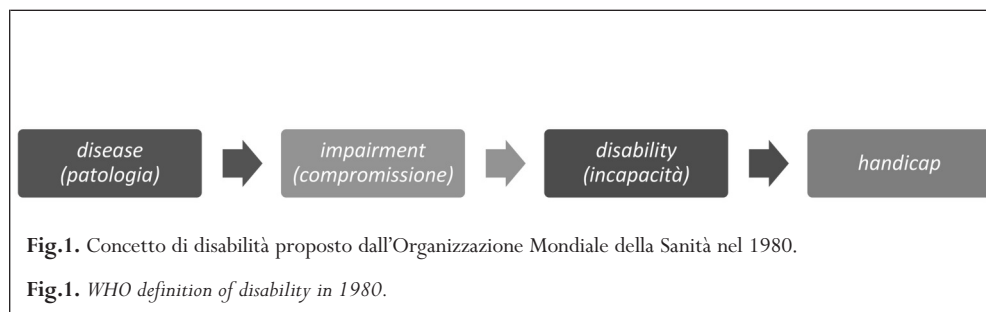 disease
(patologia)
impairment
(compromissione)
disability
(incapacità)
handicap
Fig.1. Concetto di disabilità proposto dall'Organizzazione Mondiale della Sanità nel 1980.
Fig.1. WHO definition of disability in 1980.